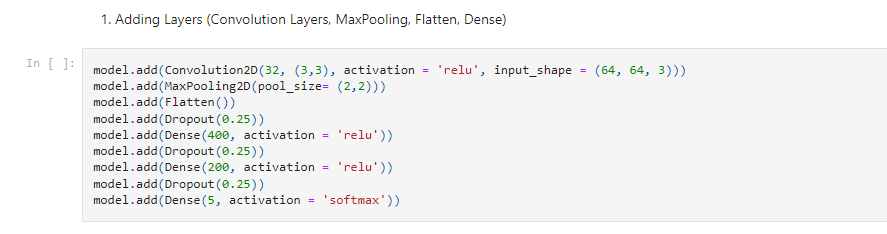 1. Adding Layers (Convolution Layers, MaxPooling, Flatten, Dense)
In [ ]:
model.add(Convolution2D(32, (3,3), activation = 'relu', input_shape = (64, 64, 3)))
model.add(MaxPooling2D(pool_size= (2,2)))
model.add(Flatten())
model.add(Dropout(0.25))
model.add(Dense(400, activation = 'relu'))
model.add(Dropout(0.25))
model.add(Dense(200, activation = 'relu'))
model.add(Dropout(0.25))
model.add(Dense(5, activation = 'softmax'))